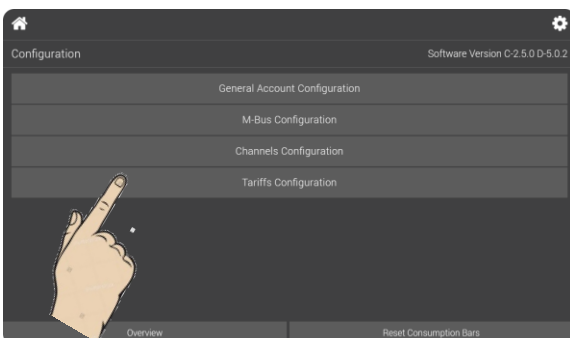 Configuration
Software Version C-2.5.0 D-5.0.2
General Account Configuration
M-Bus Configuration
Channels Configuration
Tariffs Configuration
Overview
Reset Consumption Bars